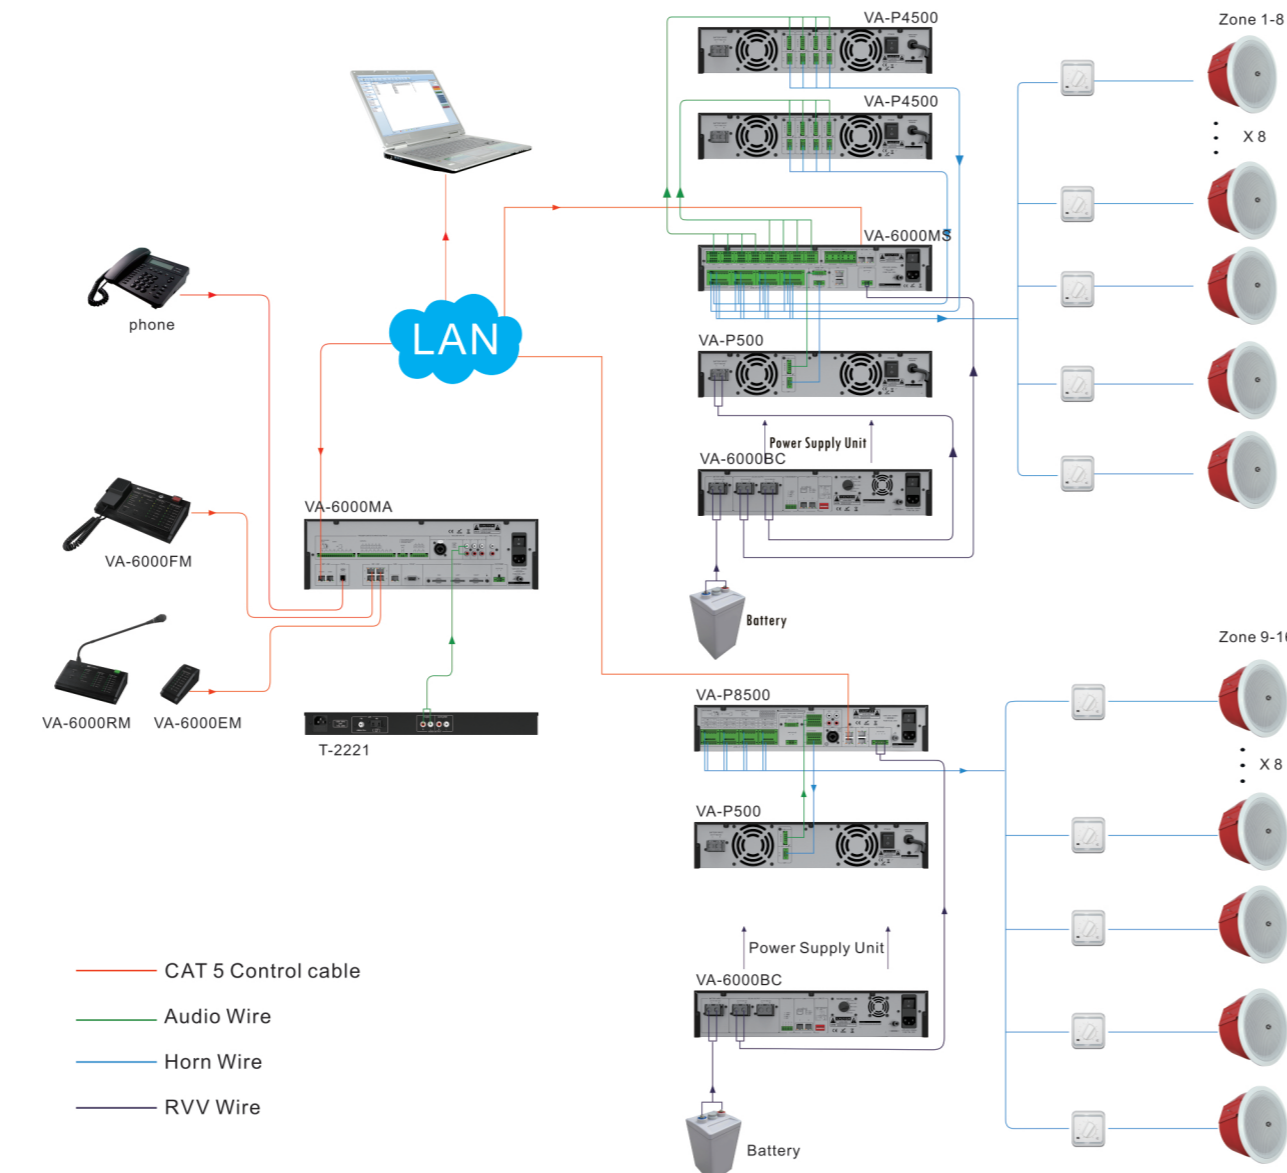 VA-P4500
Zone 1-8
VA-P4500
X 8
VA-6000MS
phone
LAN
VA-P500
Power Supply Unit
VA-6000BC
VA-6000MA
VA-6000FM
Battery
Zone 9-16
VA-6000RM
VA-6000EM
T-2221
VA-P8500
X 8
VA-P500
Power Supply Unit
VA-6000BC
CAT 5 Control cable
Audio Wire
Horn Wire
RVV Wire
Battery